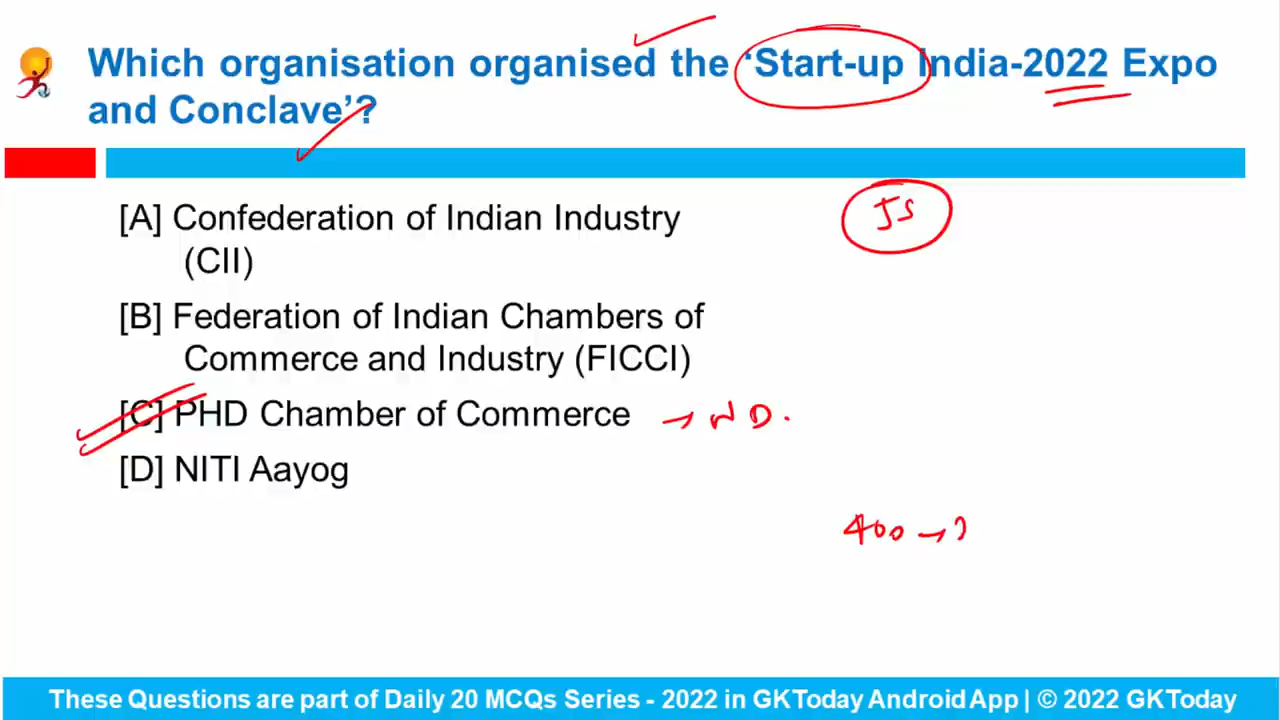 Which organisation organised the ‘Start-up India-2022 Expo
and Conclave’?
[A] Confederation of Indian Industry
(CII)
JS
[B] Federation of Indian Chambers of
Commerce and Industry (FICCI)
[C] PHD Chamber of Commerce → N D.
[D] NITI Aayog
400 →
These Questions are part of Daily 20 MCQs Series - 2022 in GKToday Android App | © 2022 GKToday